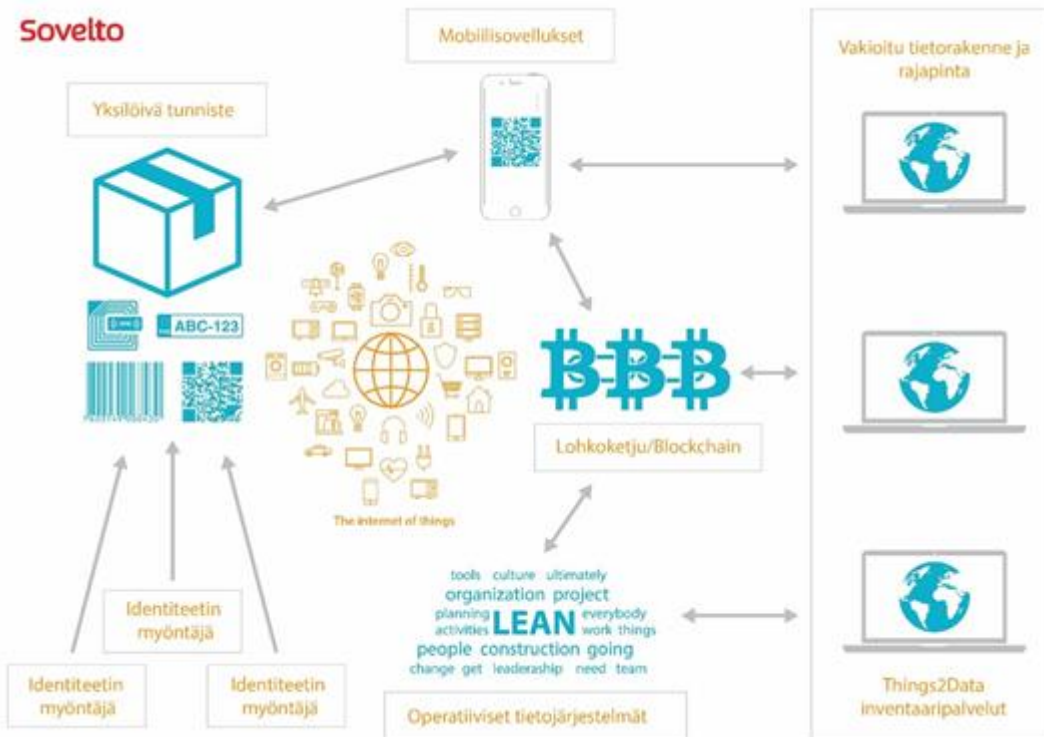 Sovelto
Mobiilisovellukset
Vakioitu tietorakenne ja
rajapinta
Yksilöivä tunniste
ABC-123
Lohkoketju/Blockchain
The internet of things
tools culture ultimately
organization project
planning LEAN everybody
activities work things
people construction going
change get leaderaship need team
Operatiiviset tietojärjestelmät
Identiteetin
myöntäjä
Identiteetin
myöntäjä
Identiteetin
myöntäjä
Things2Data
inventaaripalvelut